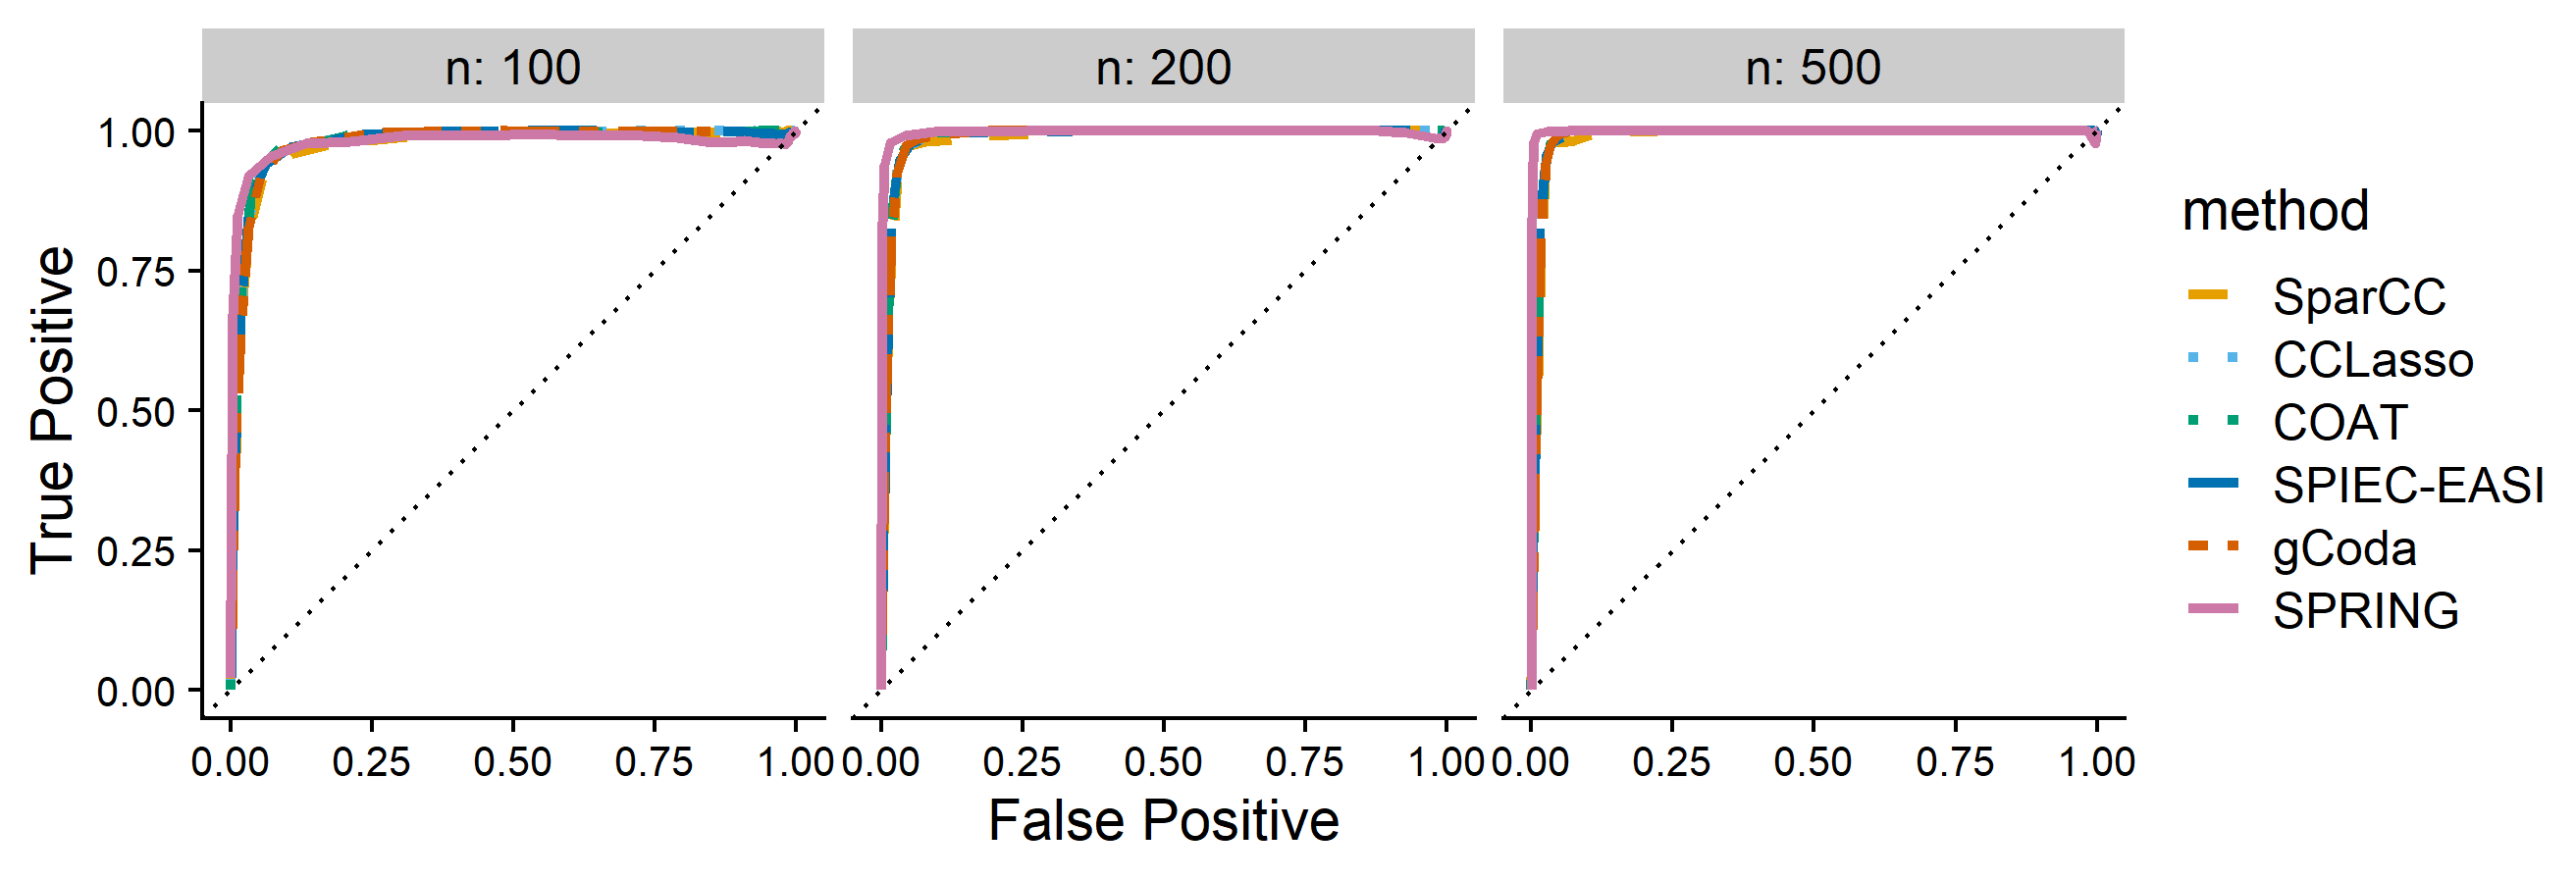 n: 100
n: 200
n: 500
1.00
0.75
0.50
0.25
0.00
True Positive
0.00 0.25 0.50 0.75 1.00
0.00 0.25 0.50 0.75 1.00
0.00 0.25 0.50 0.75 1.00
False Positive
method
SparCC
CCLasso
COAT
SPIEC-EASI
gCoda
SPRING